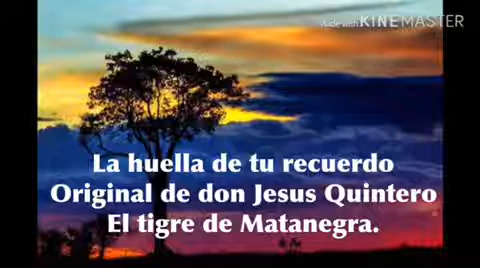 Made with KINEMASTER
La huella de tu recuerdo
Original de don Jesus Quintero
El tigre de Matanegra.